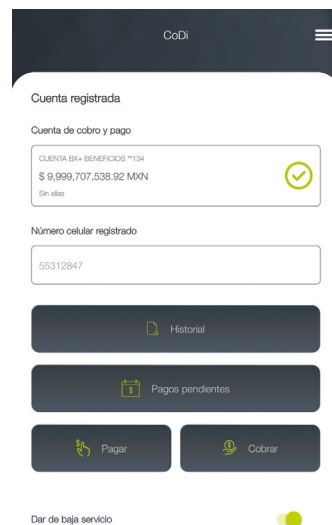 CoDi
Cuenta registrada
Cuenta de cobro y pago
CUENTA BX+ BENEFICIOS **134
$ 9,999,707,538.92 MXN
Sin alias
Número celular registrado
55312847
Historial
Pagos pendientes
Pagar
Cobrar
Dar de baja servicio